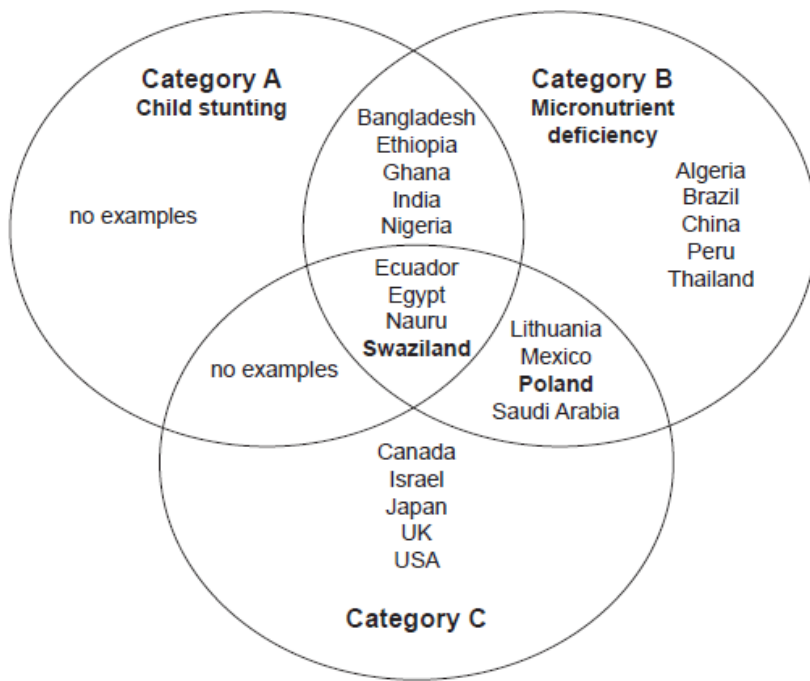 Category A
Child stunting
no examples
Bangladesh
Ethiopia
Ghana
India
Nigeria
Category B
Micronutrient
deficiency
Algeria
Brazil
China
Peru
Thailand
Ecuador
Egypt
Nauru
Swaziland
no examples
Lithuania
Mexico
Poland
Saudi Arabia
Canada
Israel
Japan
UK
USA
Category C